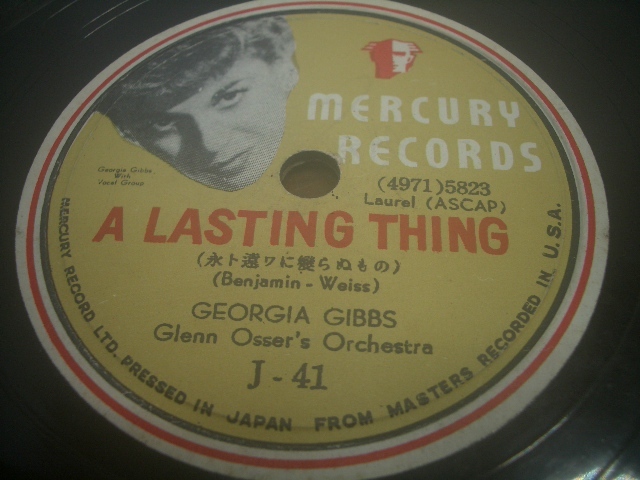 MERCURY
RECORDS
Georgia Gibbs
With
Vocal Group
(4971)5823
Laurel (ASCAP)
A LASTING THING
(永ト遠ワに變らぬもの)
(Benjamin - Weiss)
GEORGIA GIBBS
Glenn Osser's Orchestra
J - 41
MERCURY RECORD LTD. PRESSED IN JAPAN FROM MASTERS RECORDED IN U.S.A.